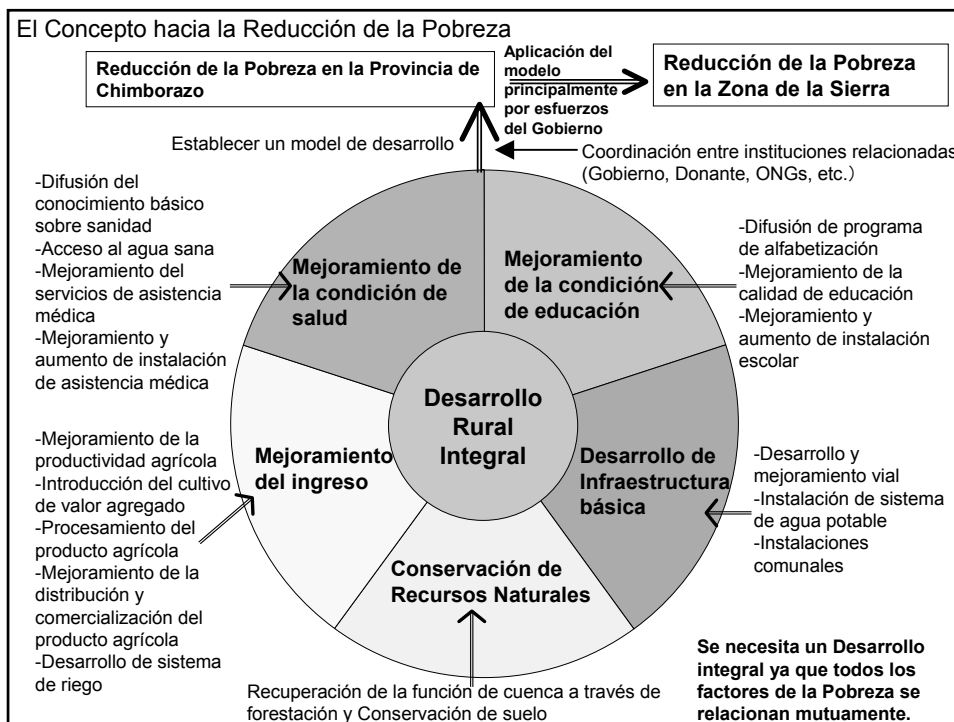 El Concepto hacia la Reducción de la Pobreza
Reducción de la Pobreza en la Provincia de
Chimborazo
Aplicación del
modelo
principalmente
por esfuerzos
del Gobierno
Reducción de la Pobreza
en la Zona de la Sierra
Establecer un model de desarrollo
Coordinación entre instituciones relacionadas
(Gobierno, Donante, ONGs, etc.)
-Difusión del
conocimiento básico
sobre sanidad
-Acceso al agua sana
-Mejoramiento del
servicios de asistencia
médica
-Mejoramiento y
aumento de instalación
de asistencia médica
Mejoramiento de
la condición de
salud
Mejoramiento
de la condición
de educación
-Difusión de programa
de alfabetización
-Mejoramiento de la
calidad de educación
-Mejoramiento y
aumento de instalación
escolar
Desarrollo
Rural
Integral
-Mejoramiento de la
productividad agrícola
-Introducción del cultivo
de valor agregado
-Procesamiento del
producto agrícola
-Mejoramiento de la
distribución y
comercialización del
producto agrícola
-Desarrollo de sistema
de riego
Mejoramiento
del ingreso
Desarrollo de
Infraestructura
básica
-Desarrollo y
mejoramiento vial
-Instalación de sistema
de agua potable
-Instalaciones
comunales
Conservación de
Recursos Naturales
Recuperación de la función de cuenca a través de
forestación y Conservación de suelo
Se necesita un Desarrollo
integral ya que todos los
factores de la Pobreza se
relacionan mutuamente.